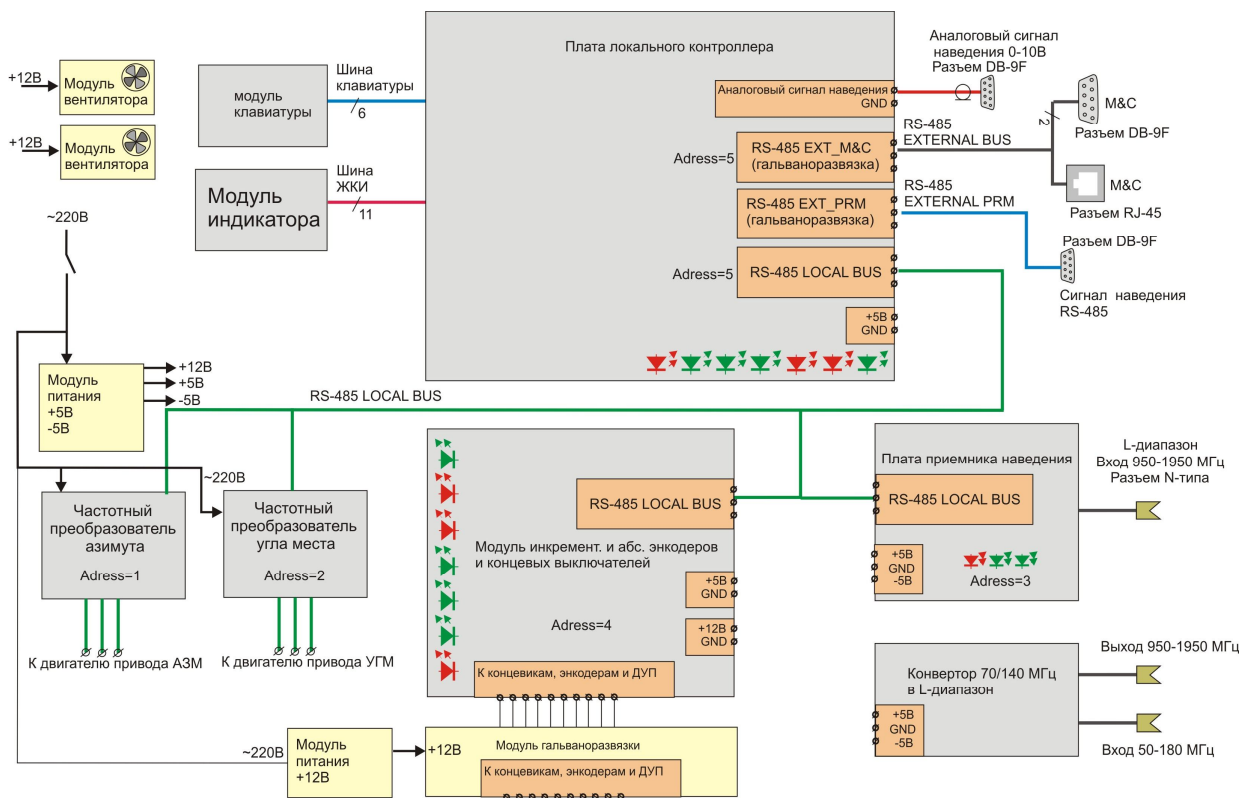 Плата локального контроллера
Аналоговый сигнал
наведения 0-10В
Разъем DB-9F
+12В
Модуль
вентилятора
+12В
Модуль
вентилятора
модуль
клавиатуры
Шина
клавиатуры
6
Модуль
индикатора
Шина
ЖКИ
11
Аналоговый сигнал наведения
GND
Adress=5
RS-485 EXT_M&C
(гальваноразвязка)
RS-485
EXTERNAL BUS
2
M&C
Разъем DB-9F
M&C
Разъем RJ-45
RS-485 EXT_PRM
(гальваноразвязка)
RS-485
EXTERNAL PRM
Разъем DB-9F
Сигнал наведения
RS-485
Adress=5
RS-485 LOCAL BUS
+5В
GND
~220В
Модуль
питания
+5В
-5В
+12В
+5В
-5В
RS-485 LOCAL BUS
~220В
Частотный
преобразователь
азимута
Adress=1
К двигателю привода АЗМ
Частотный
преобразователь
угла места
Adress=2
К двигателю привода УГМ
RS-485 LOCAL BUS
Модуль инкремент. и абс. энкодеров
и концевых выключателей
+5В
GND
Adress=4
+12В
GND
К концевикам, энкодерам и ДУП
Плата приемника наведения
RS-485 LOCAL BUS
+5В
GND
-5В
Adress=3
L-диапазон
Вход 950-1950 МГц
Разъем N-типа
Конвертор 70/140 МГц
в L-диапазон
+5В
GND
-5В
Выход 950-1950 МГц
Вход 50-180 МГц
~220В
Модуль
питания
+12В
+12В
Модуль гальваноразвязки
К концевикам, энкодерам и ДУП